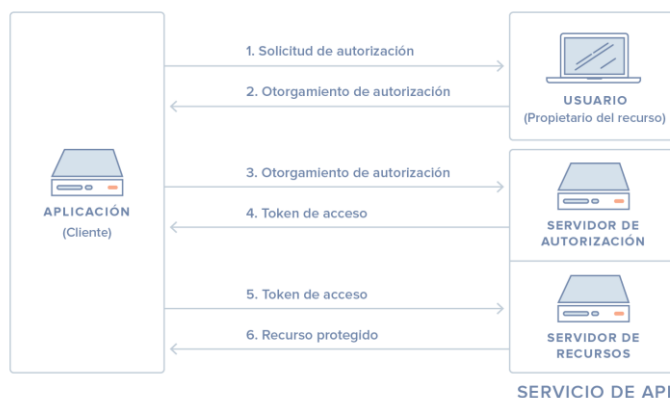 1. Solicitud de autorización
2. Otorgamiento de autorización
USUARIO
(Propietario del recurso)
3. Otorgamiento de autorización
APLICACIÓN
(Cliente)
4. Token de acceso
SERVIDOR DE
AUTORIZACIÓN
5. Token de acceso
6. Recurso protegido
SERVIDOR DE
RECURSOS
SERVICIO DE API